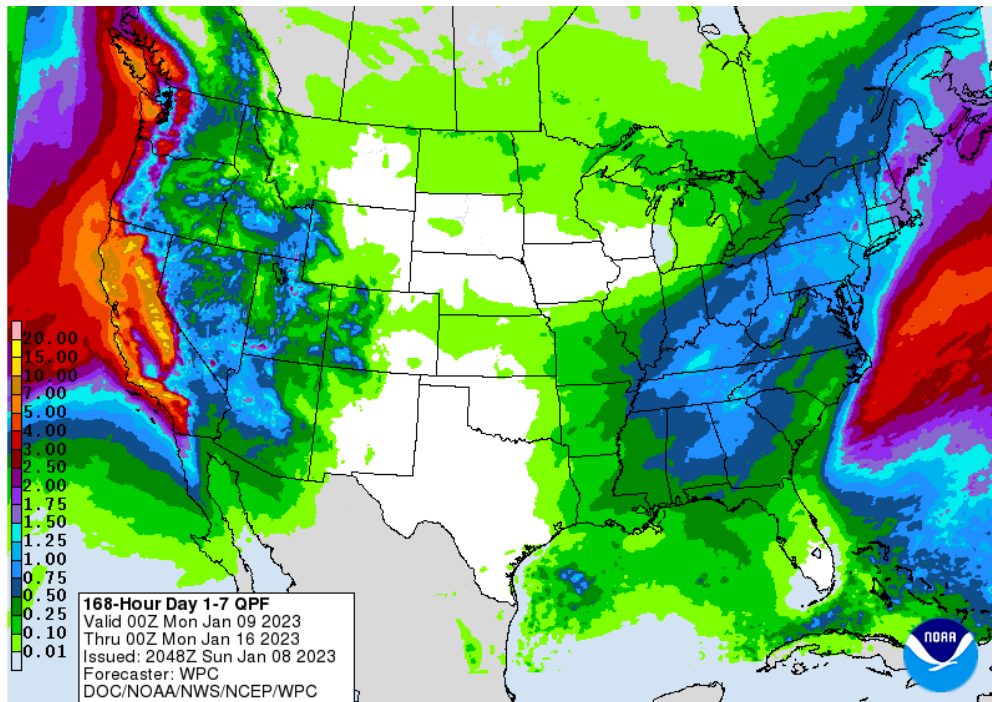 20.00
15.00
10.00
7.00
5.00
4.00
3.00
2.50
2.00
1.75
1.50
1.25
1.00
0.75
0.50
0.25
0.10
0.01
168-Hour Day 1-7 QPF
Valid 00Z Mon Jan 09 2023
Thru 00Z Mon Jan 16 2023
Issued: 2048Z Sun Jan 08 2023
Forecaster: WPC
DOC/NOAA/NWS/NCEP/WPC
NOAA